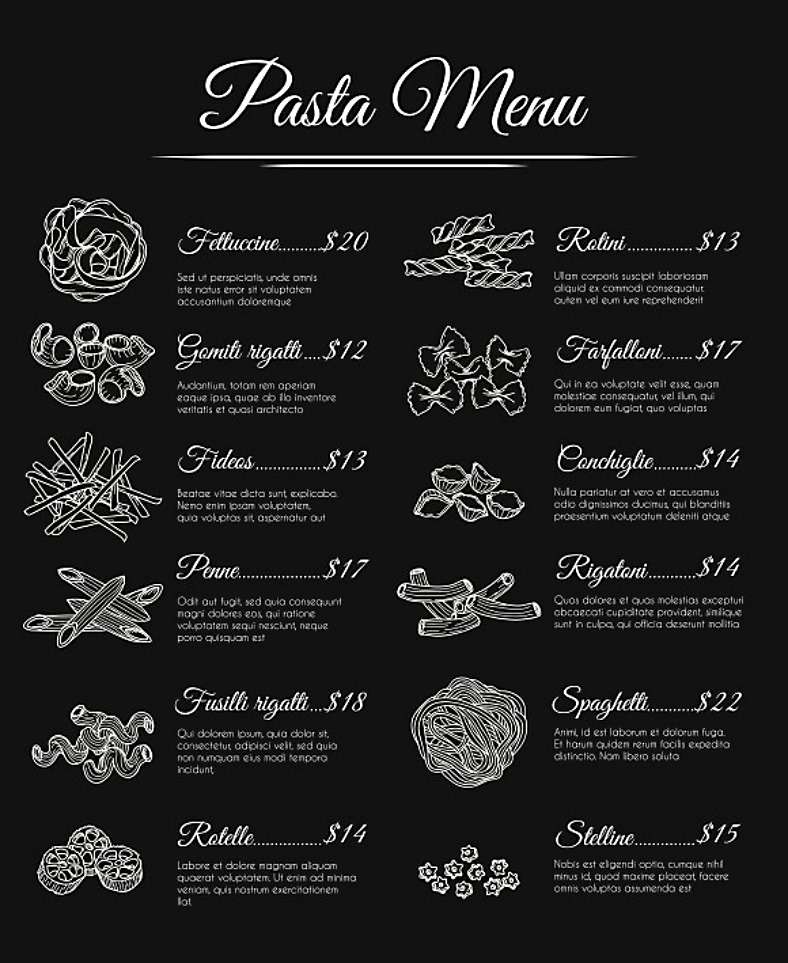 Pasta Menu
Fettuccine..........$20
Sed ut perspiciatis, unde omnis
iste natus error sit voluptatem
accusantium doloremque
Gomiti rigatti....$12
Audantium, totam rem aperiam
eaque ipsa, quae ab illo inventore
veritatis et quasi architecto
Fideos...............$13
Beatae vitae dicta sunt, explicabo.
Nemo enim ipsam voluptatem,
quia voluptas sit, aspernatur aut
Penne..................$17
Odit aut fugit, sed quia consequunt
magni dolores eos, qui ratione
voluptatem sequi nesciunt, neque
porro quisquam est
Fusilli rigatti...$18
Qui dolorem ipsum, quia dolor sit,
consectetur, adipisci velit, sed quia
non numquam eius modi tempora
incidunt,
Rotelle...............$14
Labore et dolore magnam aliquam
quaerat voluptatem. Ut enim ad minima
veniam, quis nostrum exercitationem
llat
Rotini..............$13
Ullam corporis suscipit laboriosam
aliquid ex commodi consequatur,
autem vel eum iure reprehenderit
Farfalloni.......$17
Qui in ea voluptate velit esse, quam
molestiae consequatur, vel illum, qui
dolorem eum fugiat, quo voluptas
Conchiglie.........$14
Nulla pariatur at vero et accusamus
odio dignissimos ducimus, qui blanditiis
praesentium voluptatum deleniti atque
Rigatoni..........$14
Quos dolores et quas molestias excepturi
obcaecati cupiditate provident, similique
sunt in culpa, qui officia deserunt mollitia
Spaghetti..........$22
Animi, id est laborum et dolorum fuga.
Et harum quidem rerum facilis expedita
distinctio. Nam libero soluta
Stelline.............$15
Nobis est eligendi optio, cumque nihil
minus id, quod maxime placeat, facere
omnis voluptas assumenda est